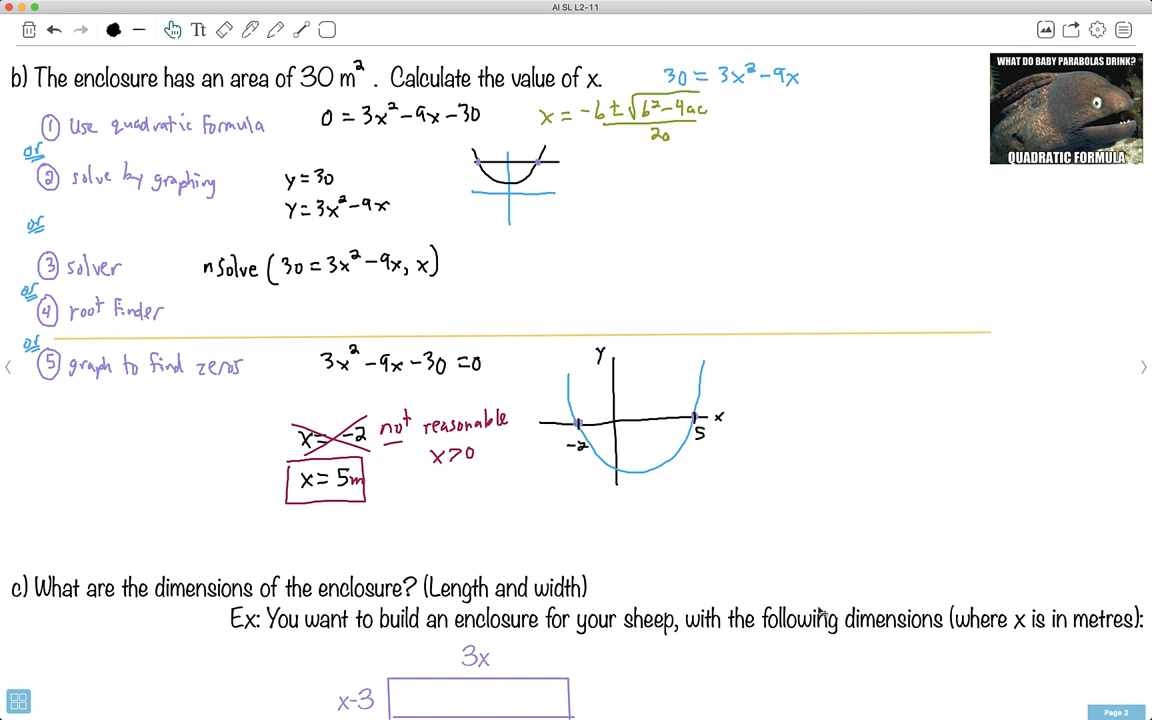 AI SL L2-11
Tt
b) The enclosure has an area of 30 m². Calculate the value of x.
30 = 3x² - 9x
WHAT DO BABY PARABOLAS DRINK?
QUADRATIC FORMULA
① Use quadratic formula
0 = 3x² - 9x - 30
x = -b ± √b² - 4ac / 2a
or
② solve by graphing
y = 30
y = 3x² - 9x
or
③ solver
nSolve (30 = 3x² - 9x, x)
or
④ root finder
or
⑤ graph to find zeros
3x² - 9x - 30 = 0
y
x
-2
5
x = -2 not reasonable
x > 0
x = 5m
c) What are the dimensions of the enclosure? (Length and width)
Ex: You want to build an enclosure for your sheep, with the following dimensions (where x is in metres):
3x
x-3
Page 2